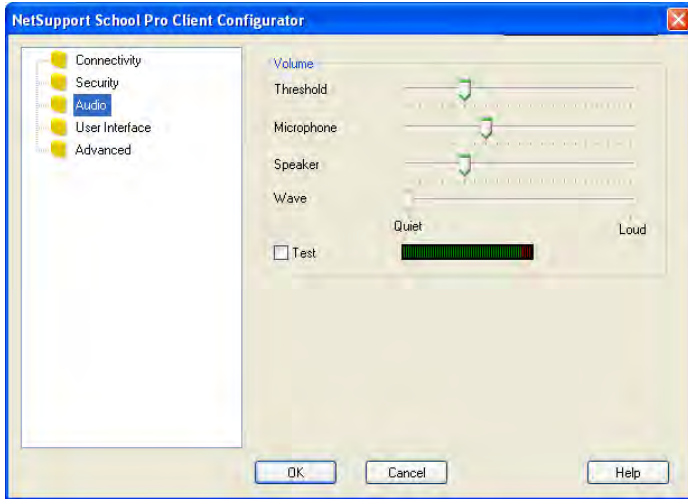 NetSupport School Pro Client Configurator
Connectivity
Security
Audio
User Interface
Advanced
Volume
Threshold
Microphone
Speaker
Wave
Quiet
Loud
Test
OK
Cancel
Help